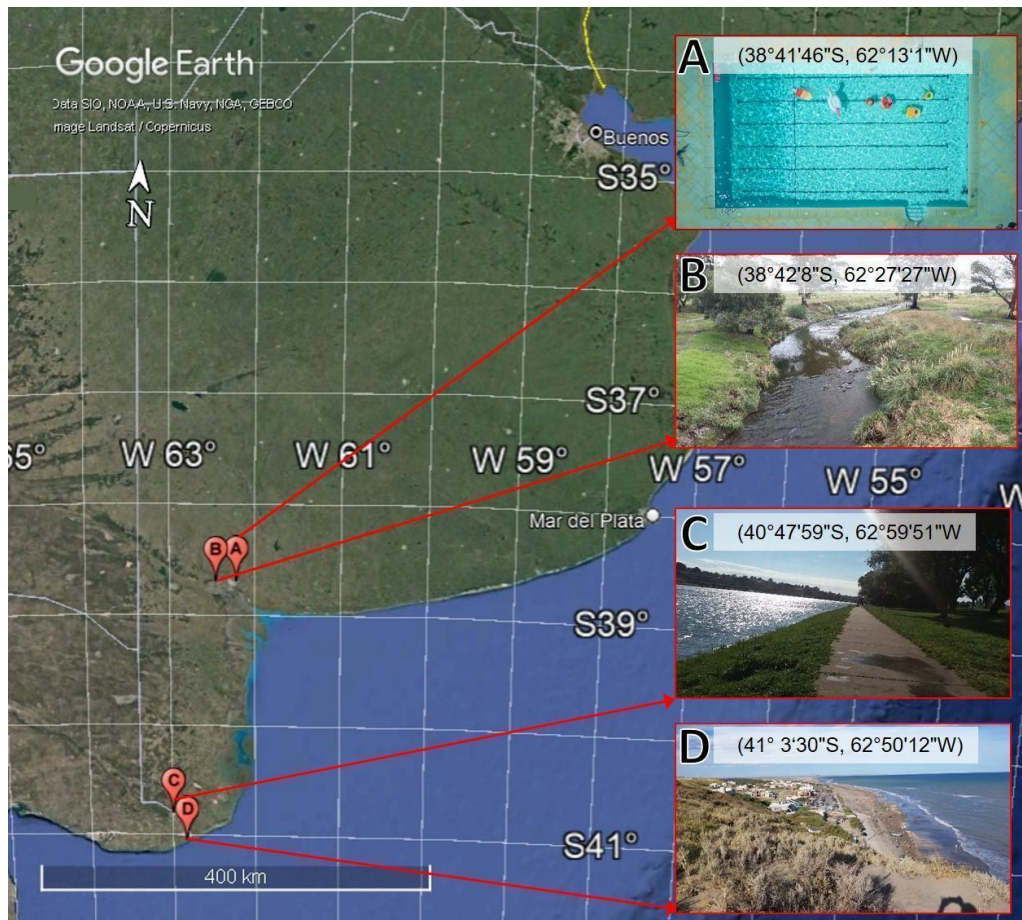 Google Earth
Data SIO, NOAA, U.S. Navy, NGA, GEBCO
Image Landsat / Copernicus
N
Buenos
S35°
S37°
65°
W 63°
W 61°
W 59°
W 57°
W 55°
W
Mar del Plata
B
A
S39°
C
D
S41°
400 km
A
(38°41'46"S, 62°13'1"W)
B
(38°42'8"S, 62°27'27"W)
C
(40°47'59"S, 62°59'51"W
D
(41° 3'30"S, 62°50'12"W)